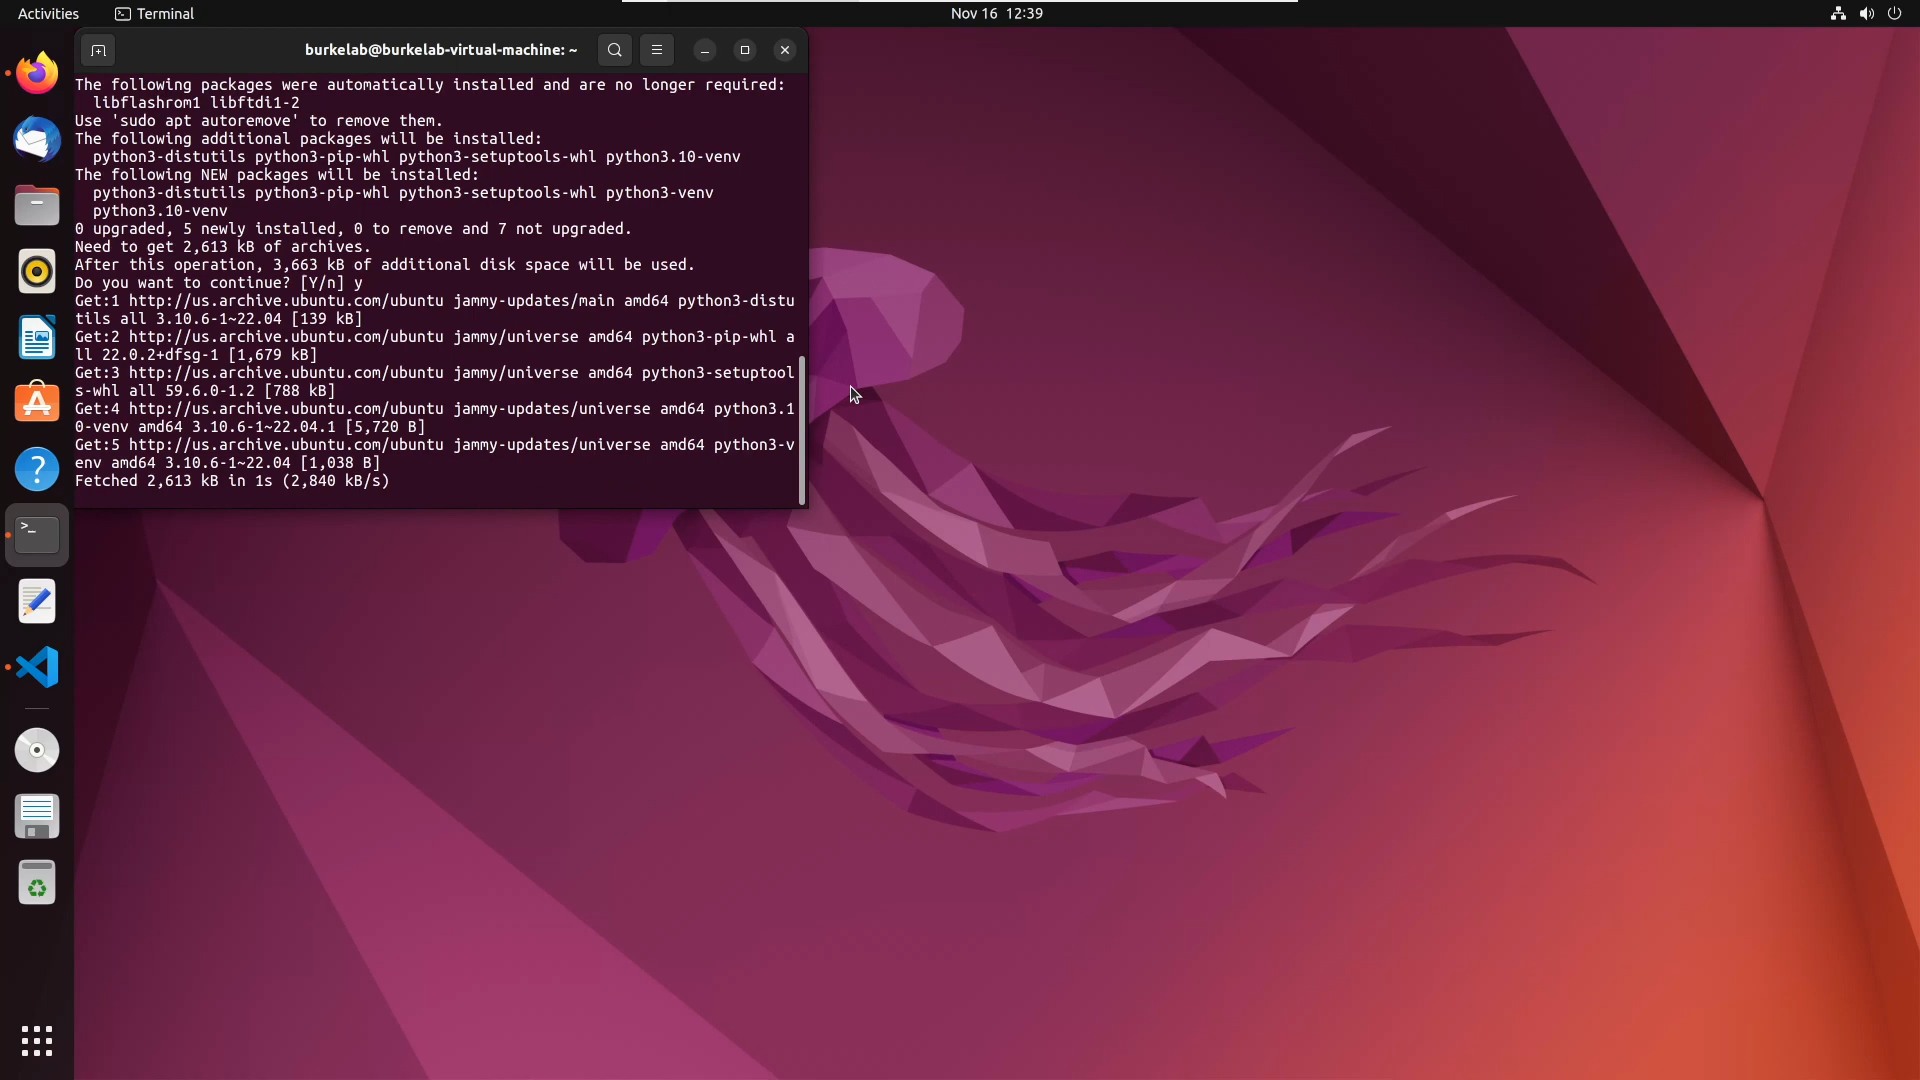 Activities
Terminal
Nov 16 12:39
burkelab@burkelab-virtual-machine: ~
The following packages were automatically installed and are no longer required:
libflashrom1 libftdi1-2
Use 'sudo apt autoremove' to remove them.
The following additional packages will be installed:
python3-distutils python3-pip-whl python3-setuptools-whl python3.10-venv
The following NEW packages will be installed:
python3-distutils python3-pip-whl python3-setuptools-whl python3-venv
python3.10-venv
0 upgraded, 5 newly installed, 0 to remove and 7 not upgraded.
Need to get 2,613 kB of archives.
After this operation, 3,663 kB of additional disk space will be used.
Do you want to continue? [Y/n] y
Get:1 http://us.archive.ubuntu.com/ubuntu jammy-updates/main amd64 python3-distu
tils all 3.10.6-1~22.04 [139 kB]
Get:2 http://us.archive.ubuntu.com/ubuntu jammy/universe amd64 python3-pip-whl a
ll 22.0.2+dfsg-1 [1,679 kB]
Get:3 http://us.archive.ubuntu.com/ubuntu jammy/universe amd64 python3-setuptool
s-whl all 59.6.0-1.2 [788 kB]
Get:4 http://us.archive.ubuntu.com/ubuntu jammy-updates/universe amd64 python3.1
0-venv amd64 3.10.6-1~22.04.1 [5,720 B]
Get:5 http://us.archive.ubuntu.com/ubuntu jammy-updates/universe amd64 python3-v
env amd64 3.10.6-1~22.04 [1,038 B]
Fetched 2,613 kB in 1s (2,840 kB/s)